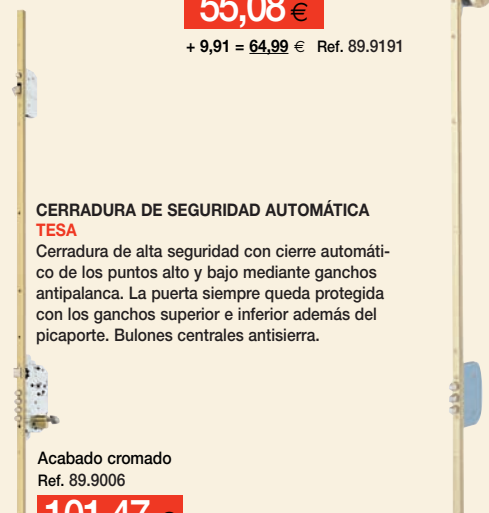 55,08 €
+ 9,91 = 64,99 € Ref. 89.9191
CERRADURA DE SEGURIDAD AUTOMÁTICA
TESA
Cerradura de alta seguridad con cierre automáti-
co de los puntos alto y bajo mediante ganchos
antipalanca. La puerta siempre queda protegida
con los ganchos superior e inferior además del
picaporte. Bulones centrales antisierra.
Acabado cromado
Ref. 89.9006
101,47 €